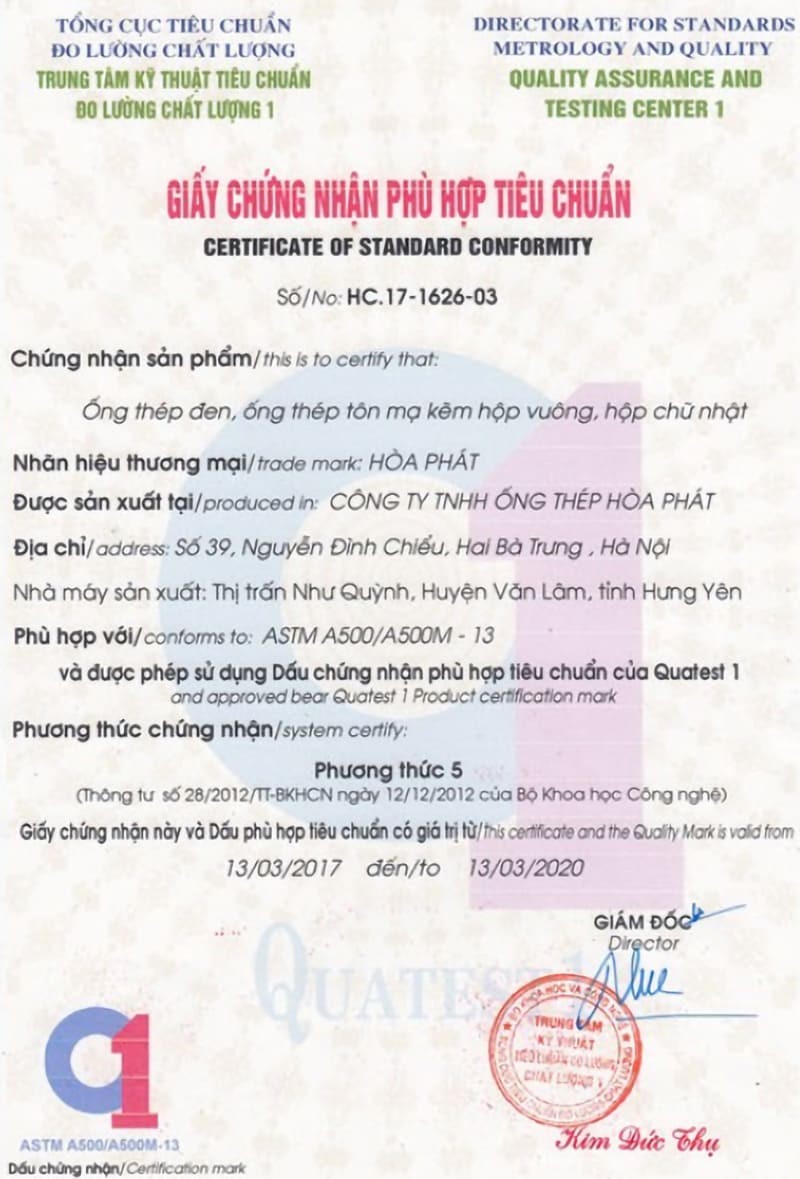 TỔNG CỤC TIÊU CHUẨN
ĐO LƯỜNG CHẤT LƯỢNG
TRUNG TÂM KỸ THUẬT TIÊU CHUẨN
ĐO LƯỜNG CHẤT LƯỢNG 1
DIRECTORATE FOR STANDARDS
METROLOGY AND QUALITY
QUALITY ASSURANCE AND
TESTING CENTER 1
GIẤY CHỨNG NHẬN PHÙ HỢP TIÊU CHUẨN
CERTIFICATE OF STANDARD CONFORMITY
Số/No: HC.17-1626-03
Chứng nhận sản phẩm/this is to certify that:
Ống thép đen, ống thép tôn mạ kẽm hộp vuông, hộp chữ nhật
Nhãn hiệu thương mại/trade mark: HÒA PHÁT
Được sản xuất tại/produced in: CÔNG TY TNHH ỐNG THÉP HÒA PHÁT
Địa chỉ/address: Số 39, Nguyễn Đình Chiểu, Hai Bà Trưng , Hà Nội
Nhà máy sản xuất: Thị trấn Như Quỳnh, Huyện Văn Lâm, tỉnh Hưng Yên
Phù hợp với/conforms to: ASTM A500/A500M - 13
và được phép sử dụng Dấu chứng nhận phù hợp tiêu chuẩn của Quatest 1
and approved bear Quatest 1 Product certification mark
Phương thức chứng nhận/system certify:
Phương thức 5
(Thông tư số 28/2012/TT-BKHCN ngày 12/12/2012 của Bộ Khoa học Công nghệ)
Giấy chứng nhận này và Dấu phù hợp tiêu chuẩn có giá trị từ/this certificate and the Quality Mark is valid from
13/03/2017 đến/to 13/03/2020
GIÁM ĐỐC
Director
QUATEST 1
TRUNG TÂM
KỸ THUẬT
TIÊU CHUẨN ĐO LƯỜNG
CHẤT LƯỢNG 1
Kim Đức Thụ
ASTM A500/A500M-13
Dấu chứng nhận/Certification mark